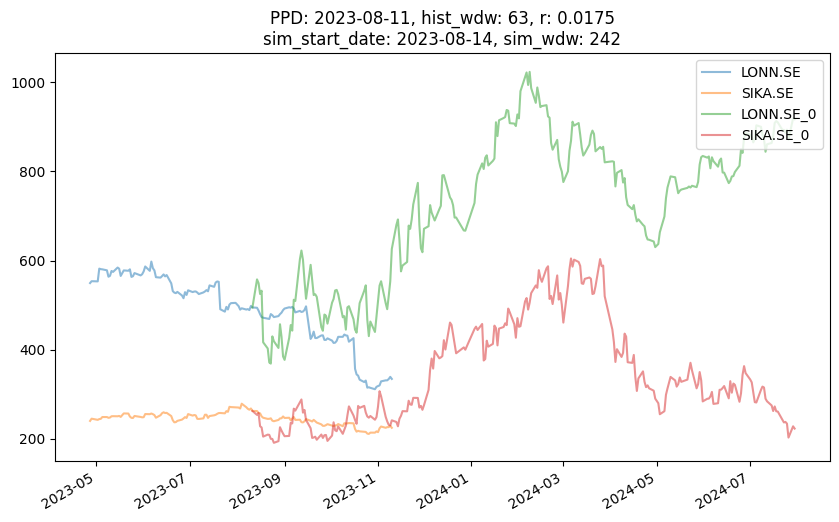 PPD: 2023-08-11, hist_wdw: 63, r: 0.0175
sim_start_date: 2023-08-14, sim_wdw: 242
LONN.SE
SIKA.SE
LONN.SE_0
SIKA.SE_0
1000
800
600
400
200
2023-05
2023-07
2023-09
2023-11
2024-01
2024-03
2024-05
2024-07